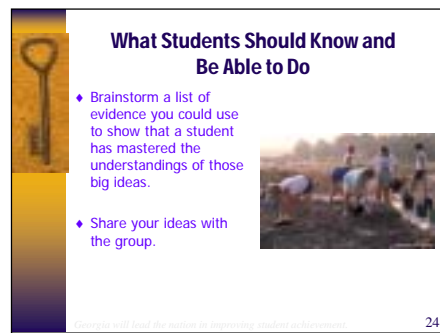 What Students Should Know and
Be Able to Do
♦ Brainstorm a list of
evidence you could use
to show that a student
has mastered the
understandings of those
big ideas.
♦ Share your ideas with
the group.
Georgia will lead the nation in improving student achievement.
24